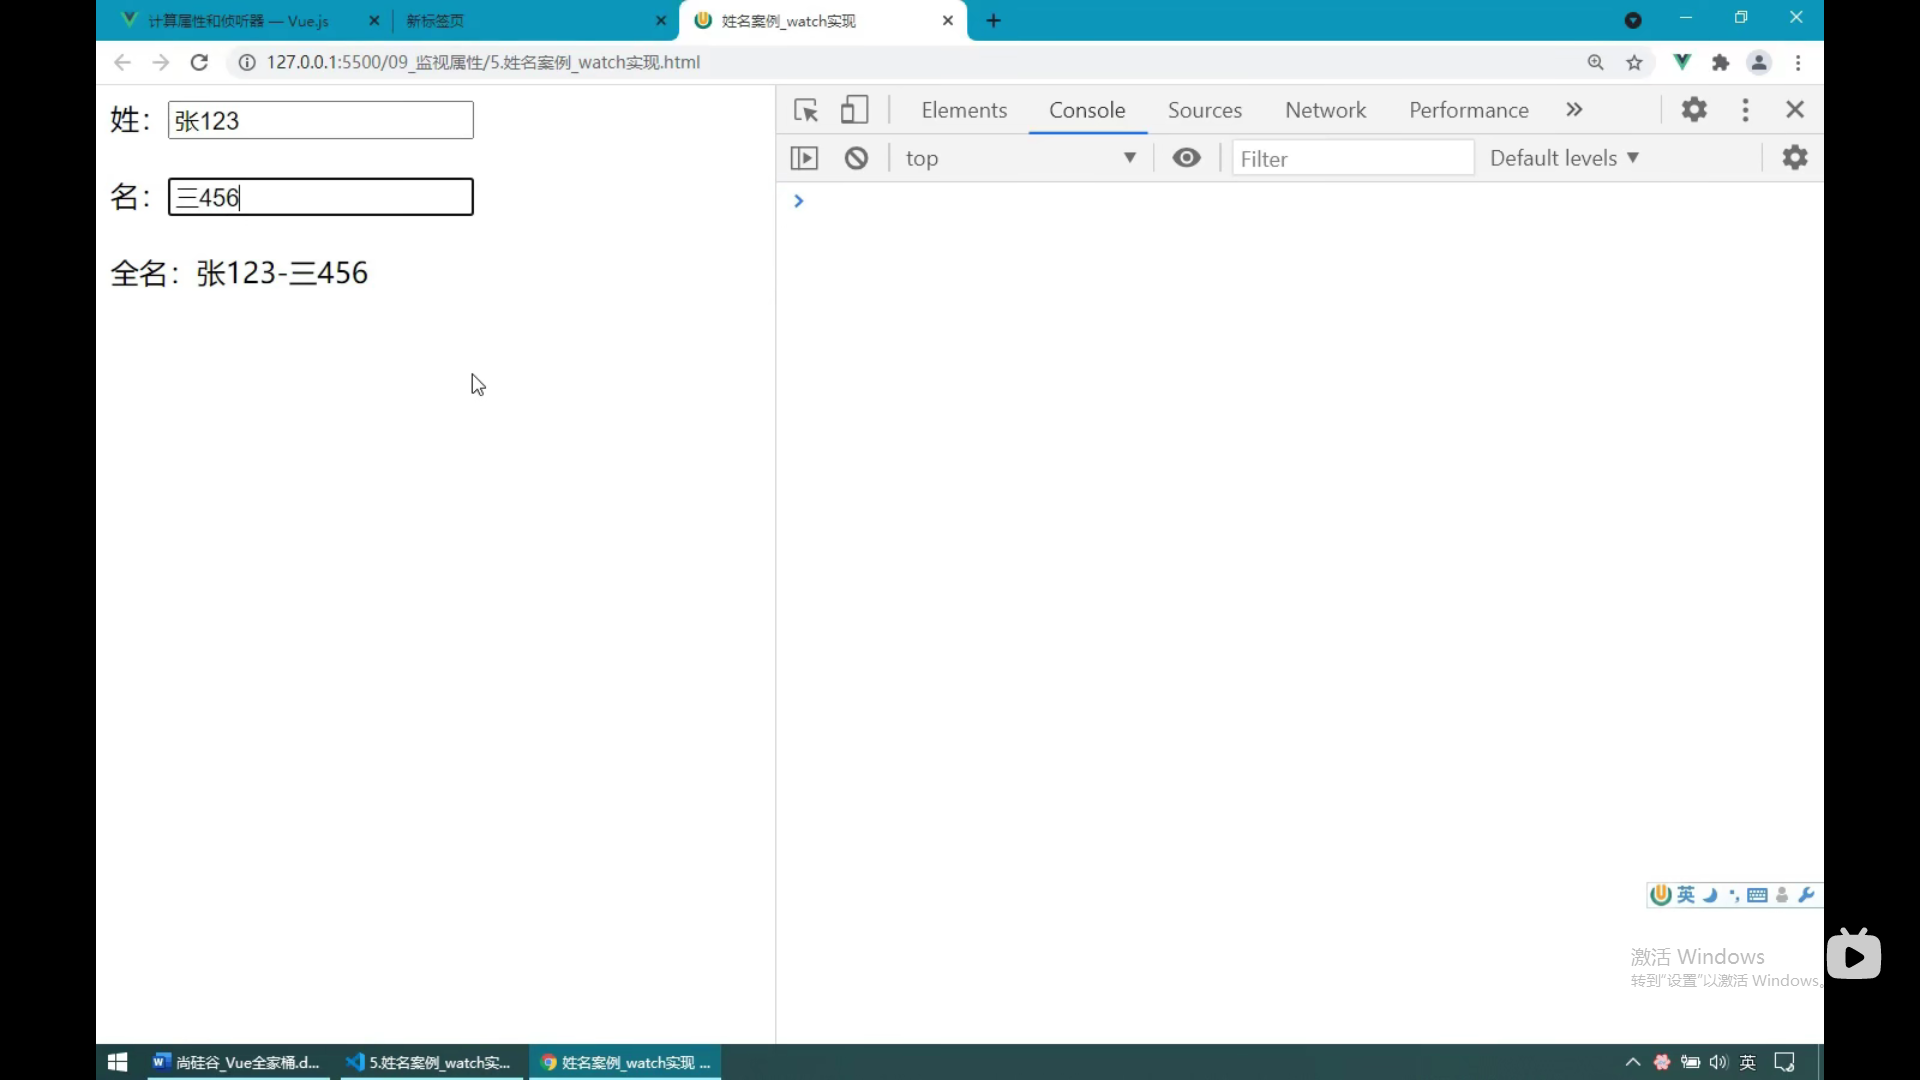 计算属性和侦听器 — Vue.js
新标签页
姓名案例_watch实现
127.0.0.1:5500/09_监视属性/5.姓名案例_watch实现.html
姓：张123
名：三456
全名：张123-三456
Elements Console Sources Network Performance
top
Filter
Default levels
英
激活 Windows
转到"设置"以激活 Windows。
尚硅谷_Vue全家桶.d...
5.姓名案例_watch实...
姓名案例_watch实现 ...
英